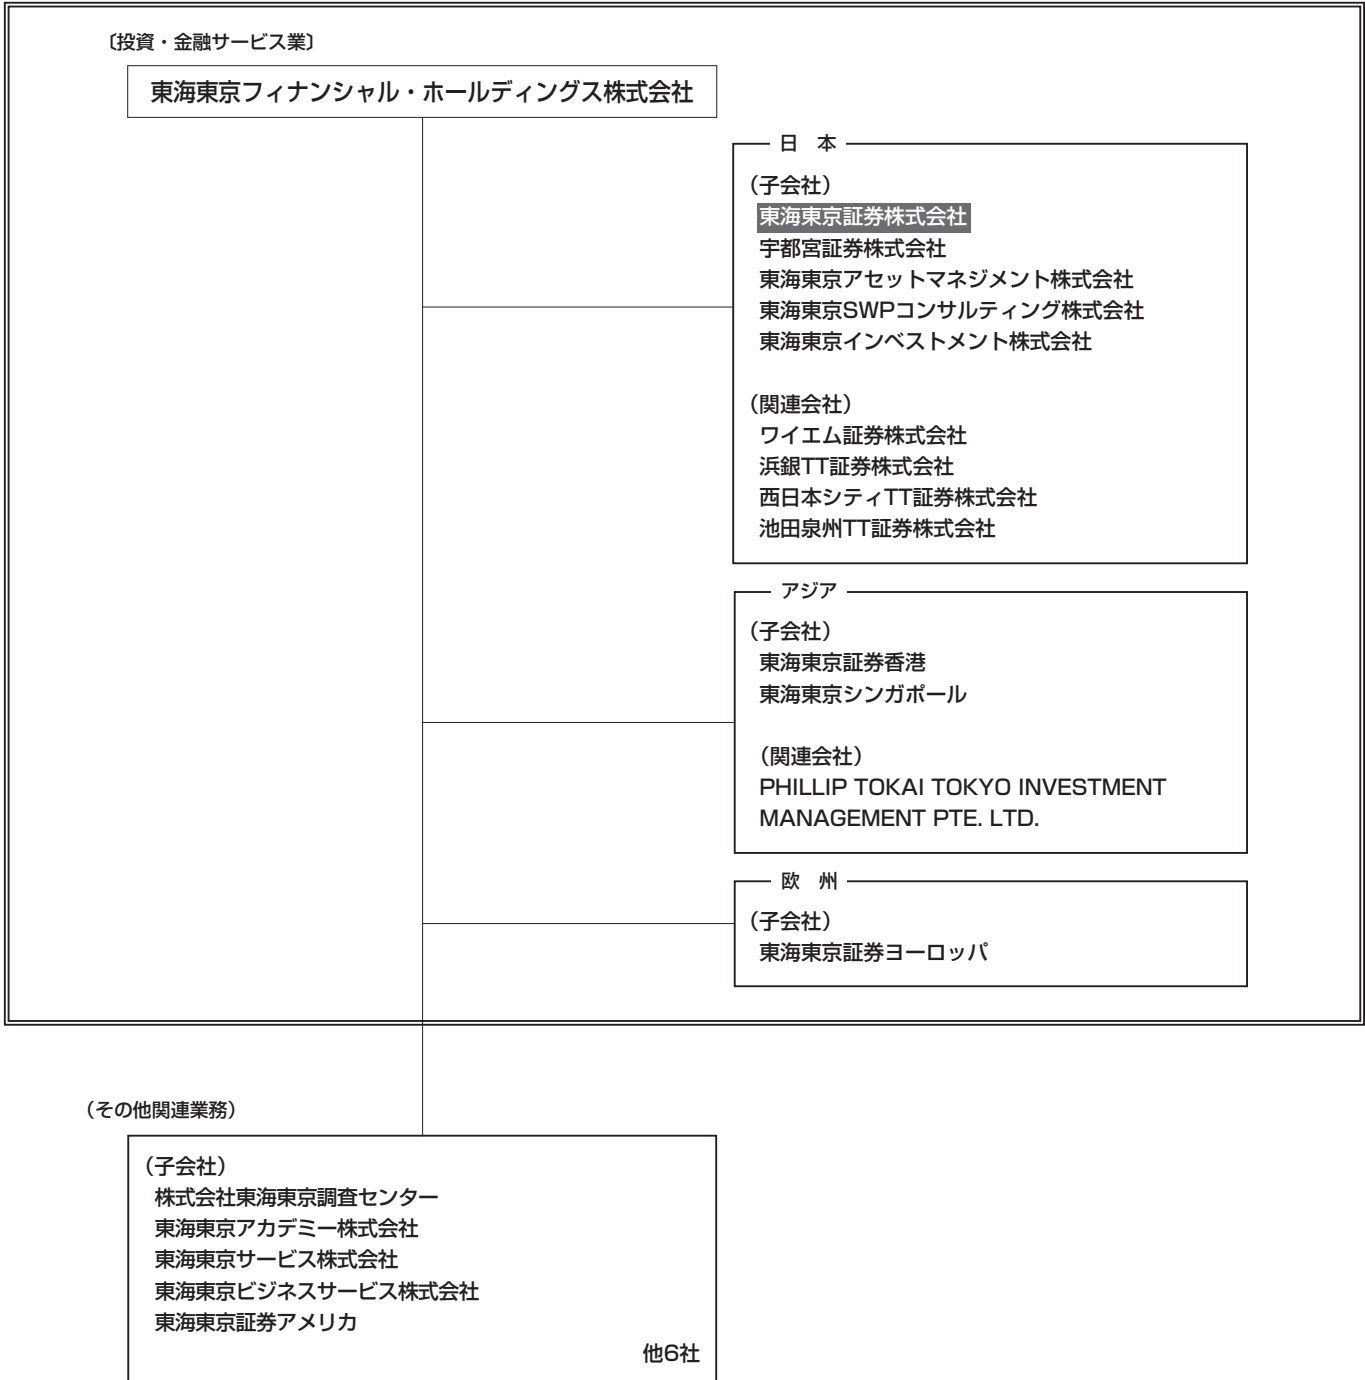 〔投資・金融サービス業〕
東海東京フィナンシャル・ホールディングス株式会社
日 本
（子会社）
東海東京証券株式会社
宇都宮証券株式会社
東海東京アセットマネジメント株式会社
東海東京SWPコンサルティング株式会社
東海東京インベストメント株式会社
（関連会社）
ワイエム証券株式会社
浜銀TT証券株式会社
西日本シティTT証券株式会社
池田泉州TT証券株式会社
アジア
（子会社）
東海東京証券香港
東海東京シンガポール
（関連会社）
PHILLIP TOKAI TOKYO INVESTMENT
MANAGEMENT PTE. LTD.
欧 州
（子会社）
東海東京証券ヨーロッパ
（その他関連業務）
（子会社）
株式会社東海東京調査センター
東海東京アカデミー株式会社
東海東京サービス株式会社
東海東京ビジネスサービス株式会社
東海東京証券アメリカ
他6社